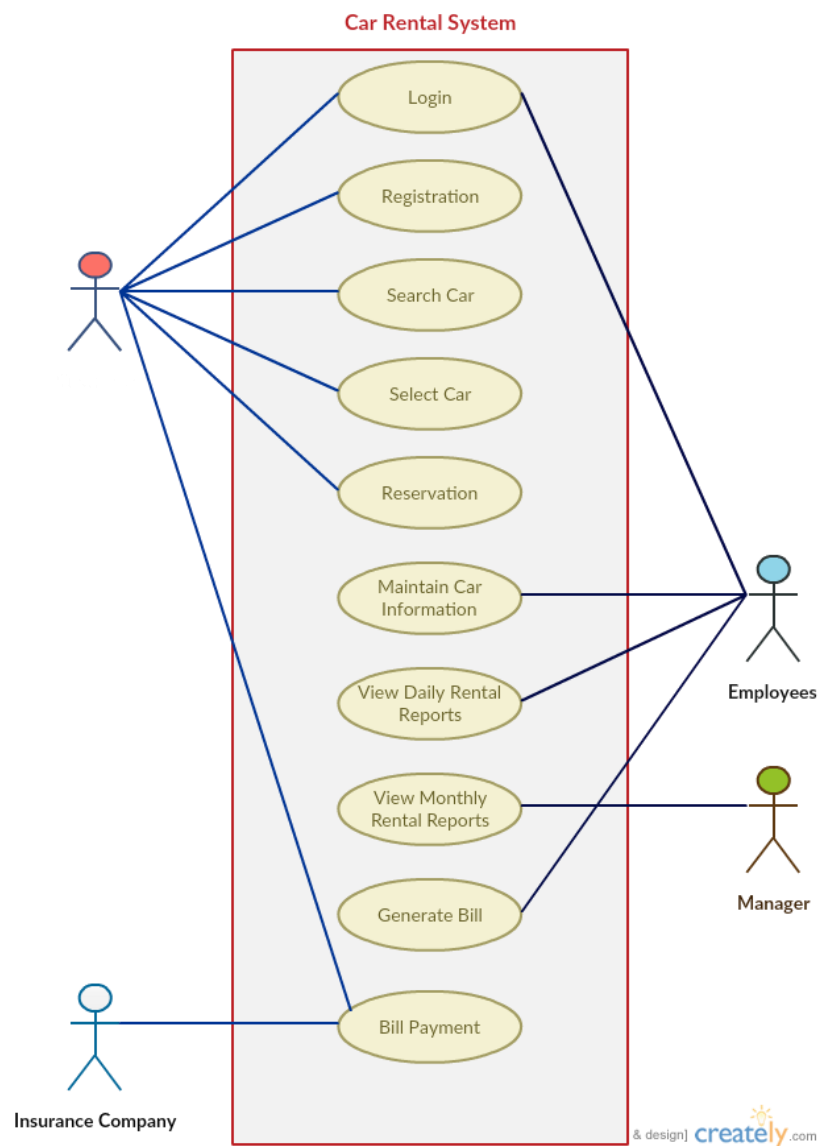 Car Rental System
Login
Registration
Search Car
Select Car
Reservation
Maintain Car
Information
View Daily Rental
Reports
Employees
View Monthly
Rental Reports
Manager
Generate Bill
Bill Payment
Insurance Company
& design] creately.com